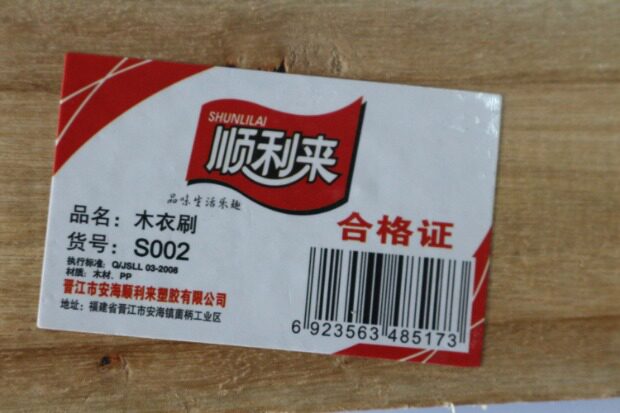 SHUNLILAI
顺利来
品味生活乐趣
合格证
品名：木衣刷
货号：S002
执行标准：Q/JSLL 03-2008
材质：木材、PP
晋江市安海顺利来塑胶有限公司
地址：福建省晋江市安海镇菌柄工业区
6 923563 485173